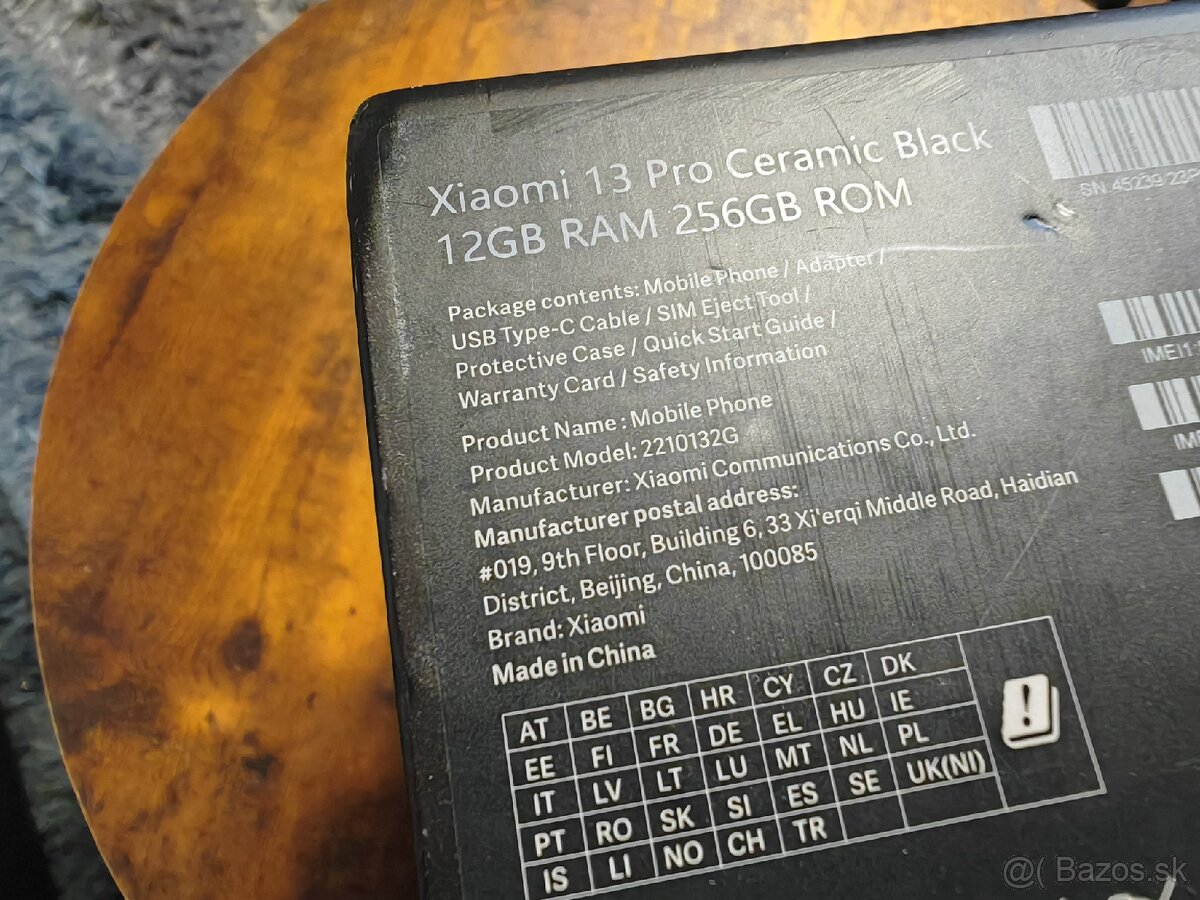 Xiaomi 13 Pro Ceramic Black
12GB RAM 256GB ROM
SN 45239 23P
Package contents: Mobile Phone / Adapter /
USB Type-C Cable / SIM Eject Tool /
Protective Case / Quick Start Guide /
Warranty Card / Safety Information
IMEI1:
Product Name : Mobile Phone
Product Model: 2210132G
Manufacturer: Xiaomi Communications Co., Ltd.
Manufacturer postal address:
#019, 9th Floor, Building 6, 33 Xi'erqi Middle Road, Haidian
District, Beijing, China, 100085
Brand: Xiaomi
Made in China
AT BE BG HR CY CZ DK
EE FI FR DE EL HU IE
IT LV LT LU MT NL PL
PT RO SK SI ES SE UK(NI)
IS LI NO CH TR
@( Bazos.sk